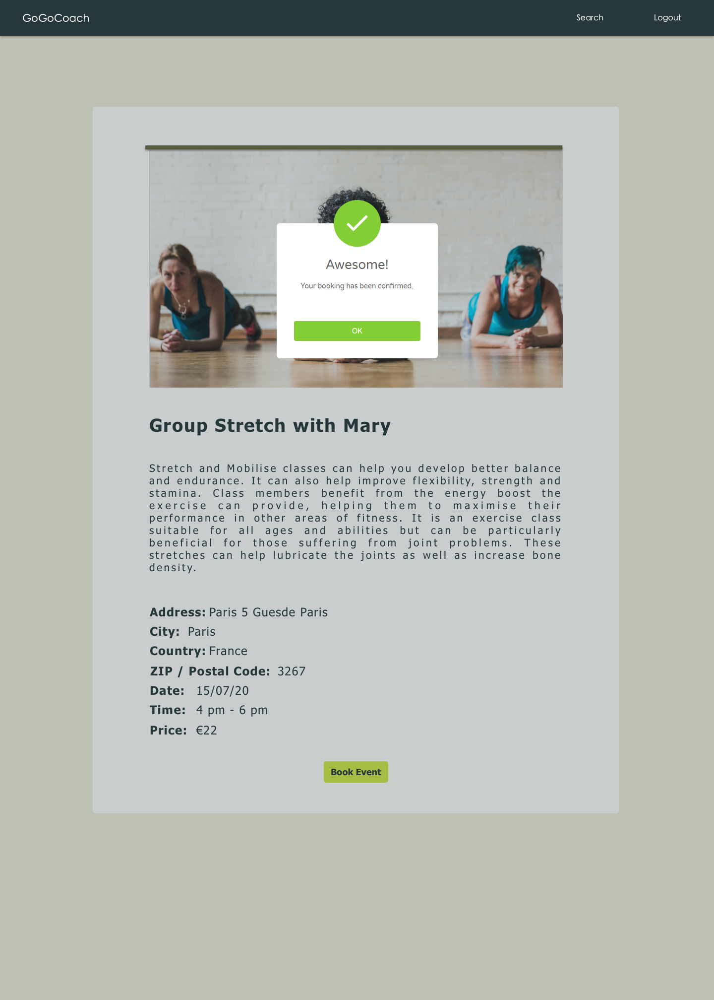 GoGoCoach
Search
Logout
Awesome!
Your booking has been confirmed.
OK
Group Stretch with Mary
Stretch and Mobilise classes can help you develop better balance
and endurance. It can also help improve flexibility, strength and
stamina. Class members benefit from the energy boost the
exercise can provide, helping them to maximise their
performance in other areas of fitness. It is an exercise class
suitable for all ages and abilities but can be particularly
beneficial for those suffering from joint problems. These
stretches can help lubricate the joints as well as increase bone
density.
Address: Paris 5 Guesde Paris
City: Paris
Country: France
ZIP / Postal Code: 3267
Date: 15/07/20
Time: 4 pm - 6 pm
Price: €22
Book Event